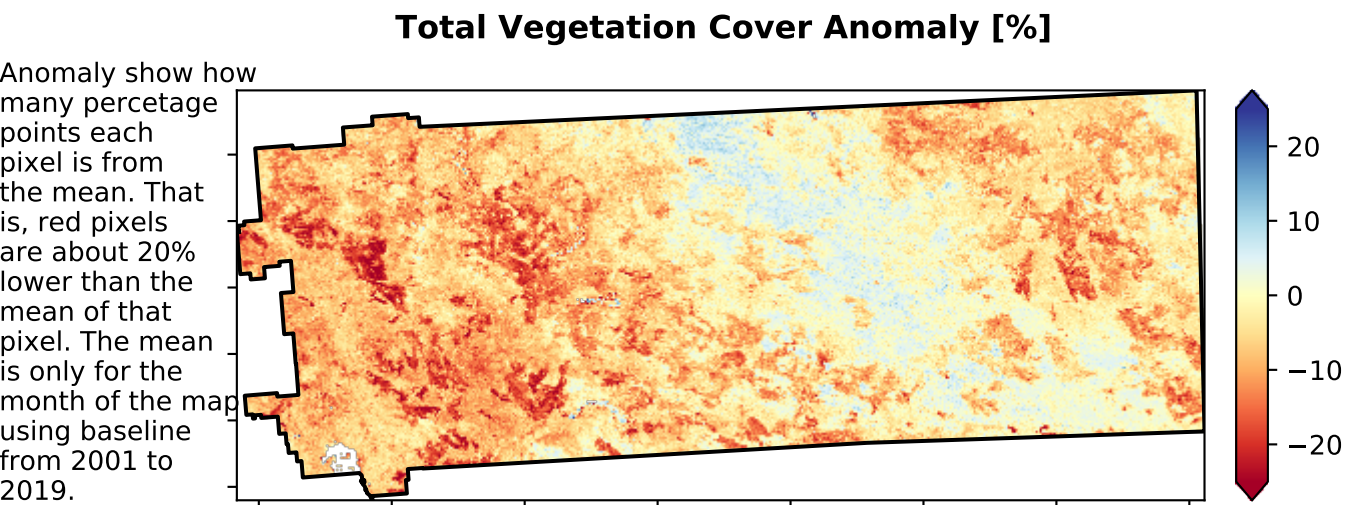 Total Vegetation Cover Anomaly [%]
Anomaly show how
many percetage
points each
pixel is from
the mean. That
is, red pixels
are about 20%
lower than the
mean of that
pixel. The mean
is only for the
month of the map
using baseline
from 2001 to
2019.
20
10
0
−10
−20